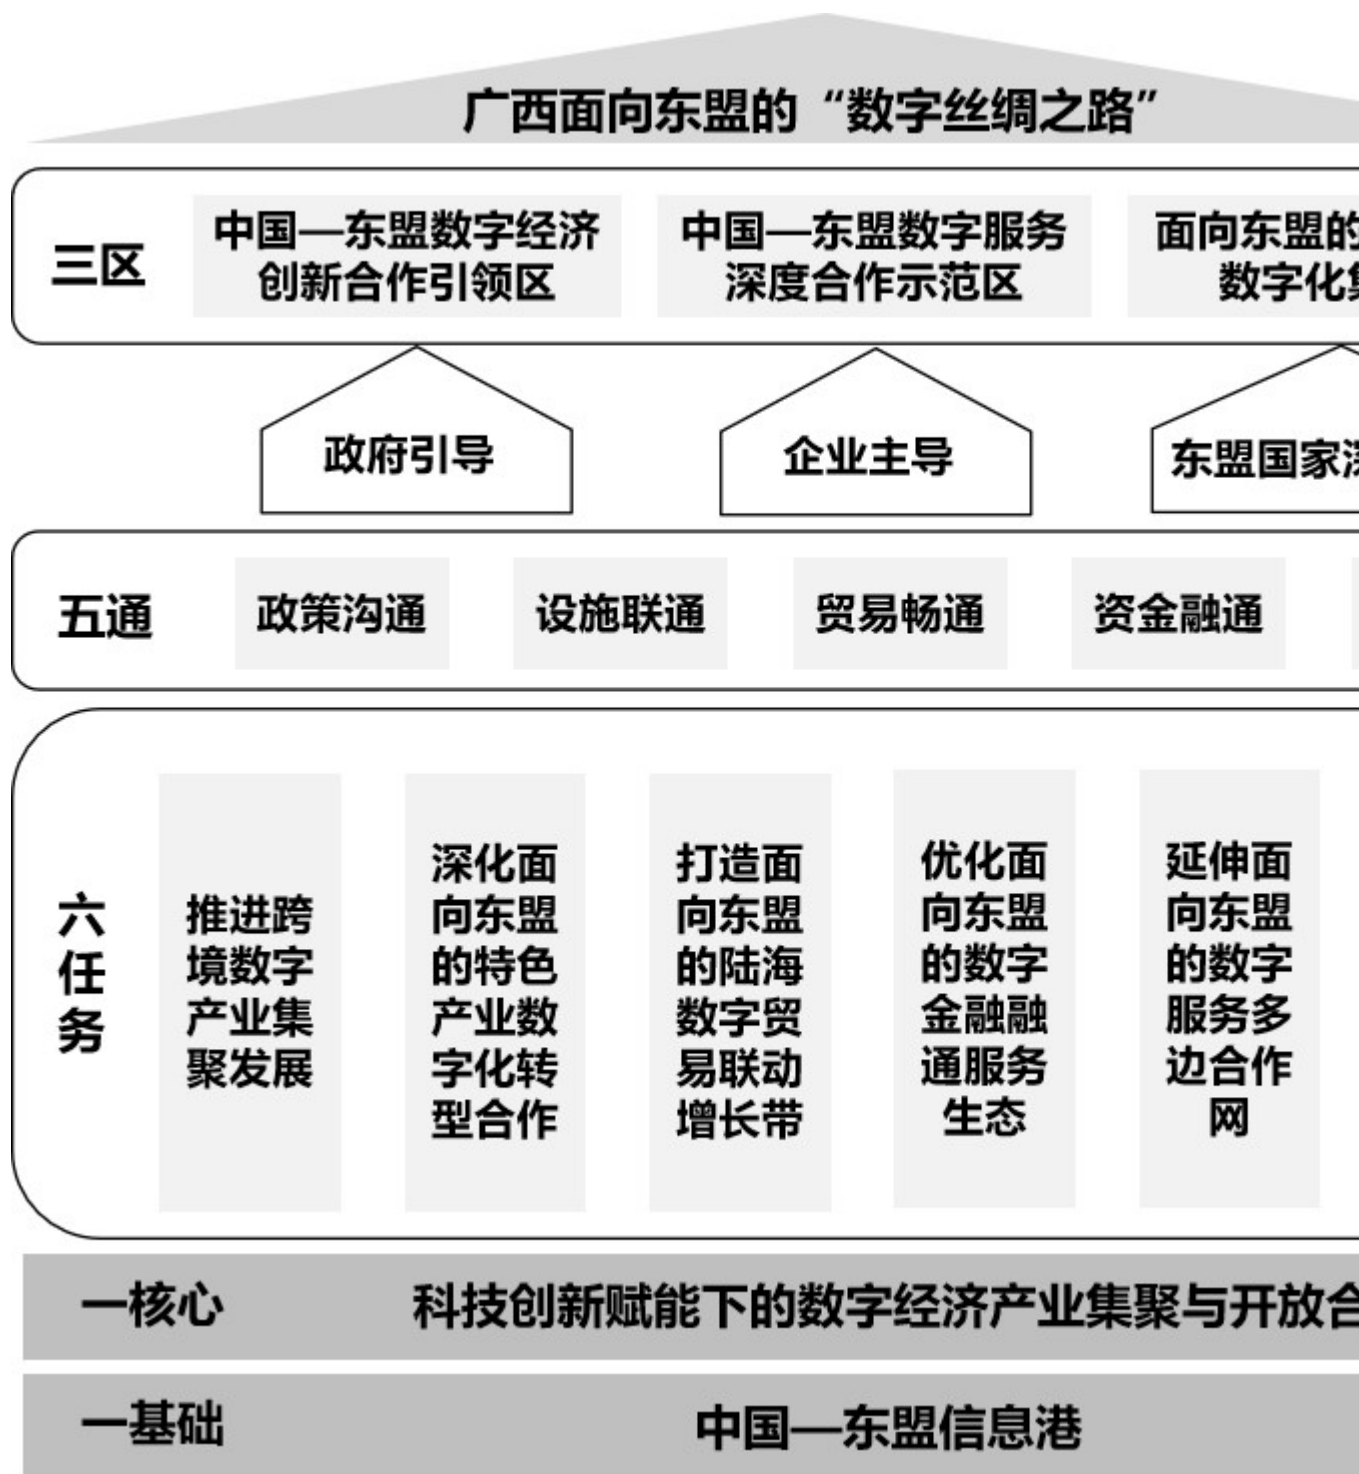 广西面向东盟的“数字丝绸之路”
三区
中国—东盟数字经济
创新合作引领区
中国—东盟数字服务
深度合作示范区
面向东盟的
数字化
政府引导
企业主导
东盟国家
五通
政策沟通
设施联通
贸易畅通
资金融通
六
任
务
推进跨
境数字
产业集
聚发展
深化面
向东盟
的特色
产业数
字化转
型合作
打造面
向东盟
的陆海
数字贸
易联动
增长带
优化面
向东盟
的数字
金融融
通服务
生态
延伸面
向东盟
的数字
服务多
边合作
网
一核心
科技创新赋能下的数字经济产业集聚与开放合
一基础
中国—东盟信息港